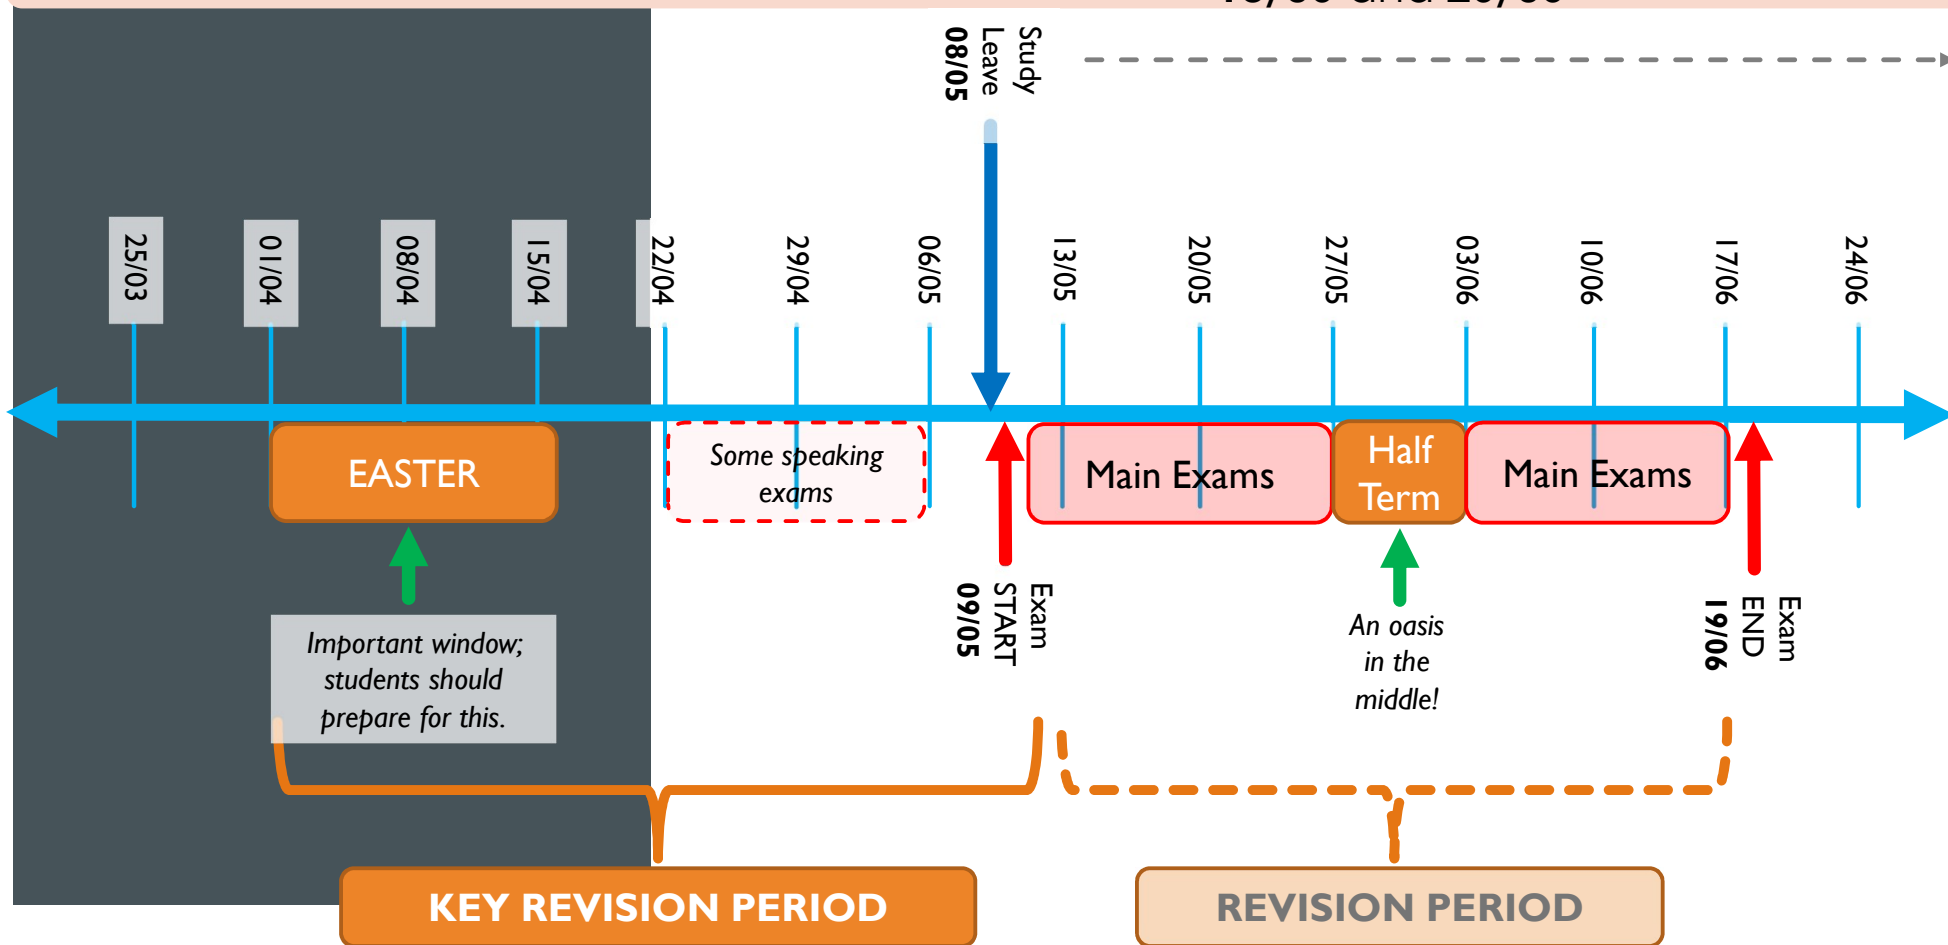 and
Study
Leave
08/05
25/03
01/04
08/04
15/04
22/04
29/04
06/05
13/05
20/05
27/05
03/06
10/06
17/06
24/06
EASTER
Some speaking
exams
Main Exams
Half
Term
Main Exams
Important window;
students should
prepare for this.
Exam
START
09/05
An oasis
in the
middle!
Exam
END
19/06
KEY REVISION PERIOD
REVISION PERIOD